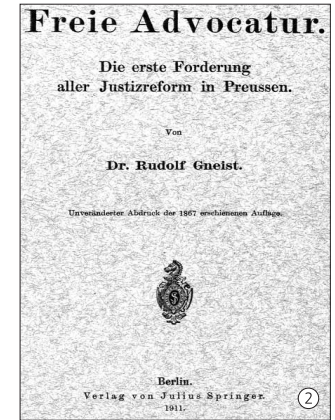 Freie Advocatur.
Die erste Forderung
aller Justizreform in Preussen.
Von
Dr. Rudolf Gneist.
Unveränderter Abdruck der 1867 erschienenen Auflage.
Berlin.
Verlag von Julius Springer.
1911.
2